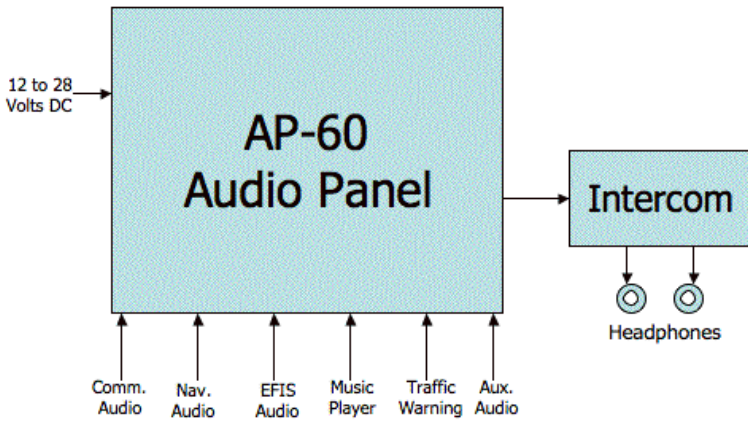 12 to 28
Volts DC
AP-60
Audio Panel
Intercom
Headphones
Comm.
Audio
Nav.
Audio
EFIS
Audio
Music
Player
Traffic
Warning
Aux.
Audio